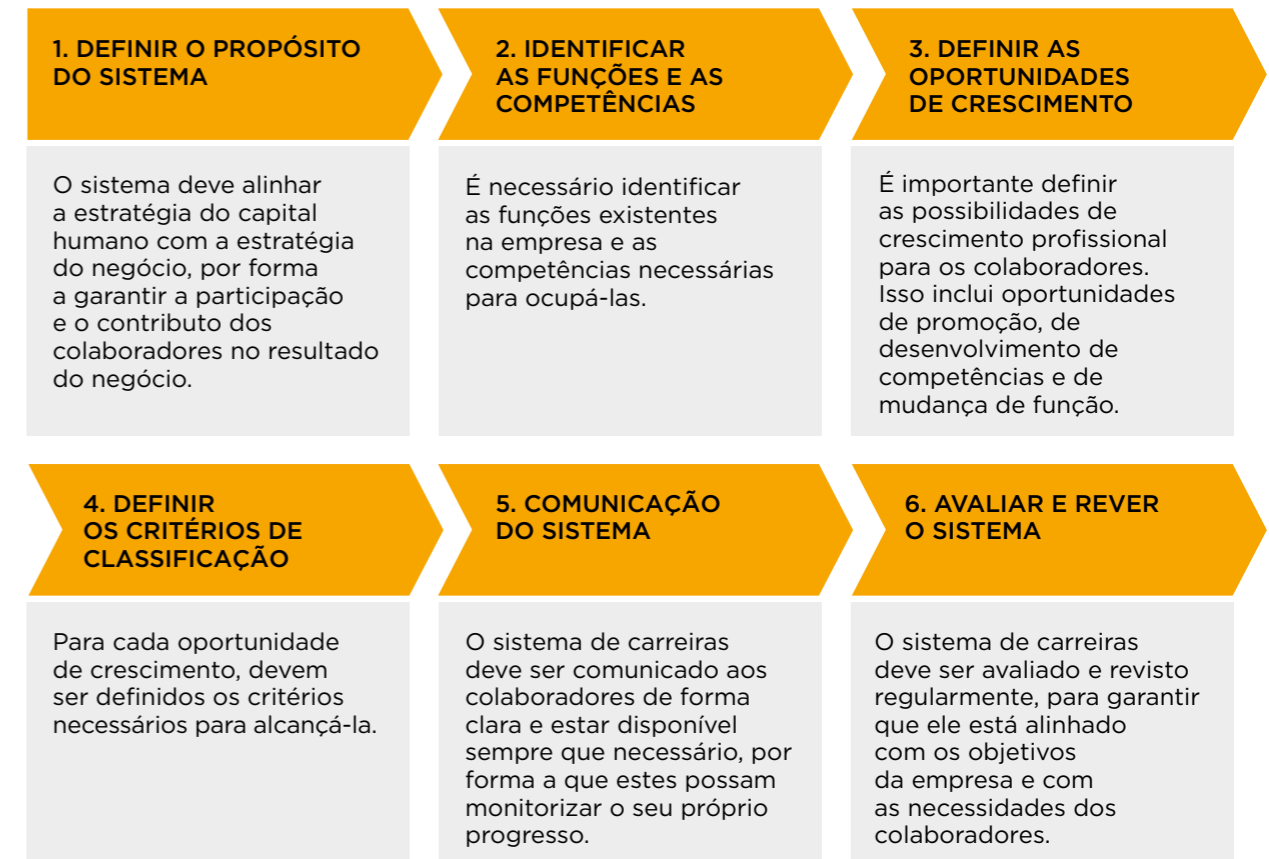 1. DEFINIR O PROPÓSITO
DO SISTEMA
O sistema deve alinhar
a estratégia do capital
humano com a estratégia
do negócio, por forma
a garantir a participação
e o contributo dos
colaboradores no resultado
do negócio.
2. IDENTIFICAR
AS FUNÇÕES E AS
COMPETÊNCIAS
É necessário identificar
as funções existentes
na empresa e as
competências necessárias
para ocupá-las.
3. DEFINIR AS
OPORTUNIDADES
DE CRESCIMENTO
É importante definir
as possibilidades de
crescimento profissional
para os colaboradores.
Isso inclui oportunidades
de promoção, de
desenvolvimento de
competências e de
mudança de função.
4. DEFINIR
OS CRITÉRIOS DE
CLASSIFICAÇÃO
Para cada oportunidade
de crescimento, devem
ser definidos os critérios
necessários para alcançá-la.
5. COMUNICAÇÃO
DO SISTEMA
O sistema de carreiras
deve ser comunicado aos
colaboradores de forma
clara e estar disponível
sempre que necessário, por
forma a que estes possam
monitorizar o seu próprio
progresso.
6. AVALIAR E REVER
O SISTEMA
O sistema de carreiras
deve ser avaliado e revisto
regularmente, para garantir
que ele está alinhado
com os objetivos
da empresa e com
as necessidades dos
colaboradores.